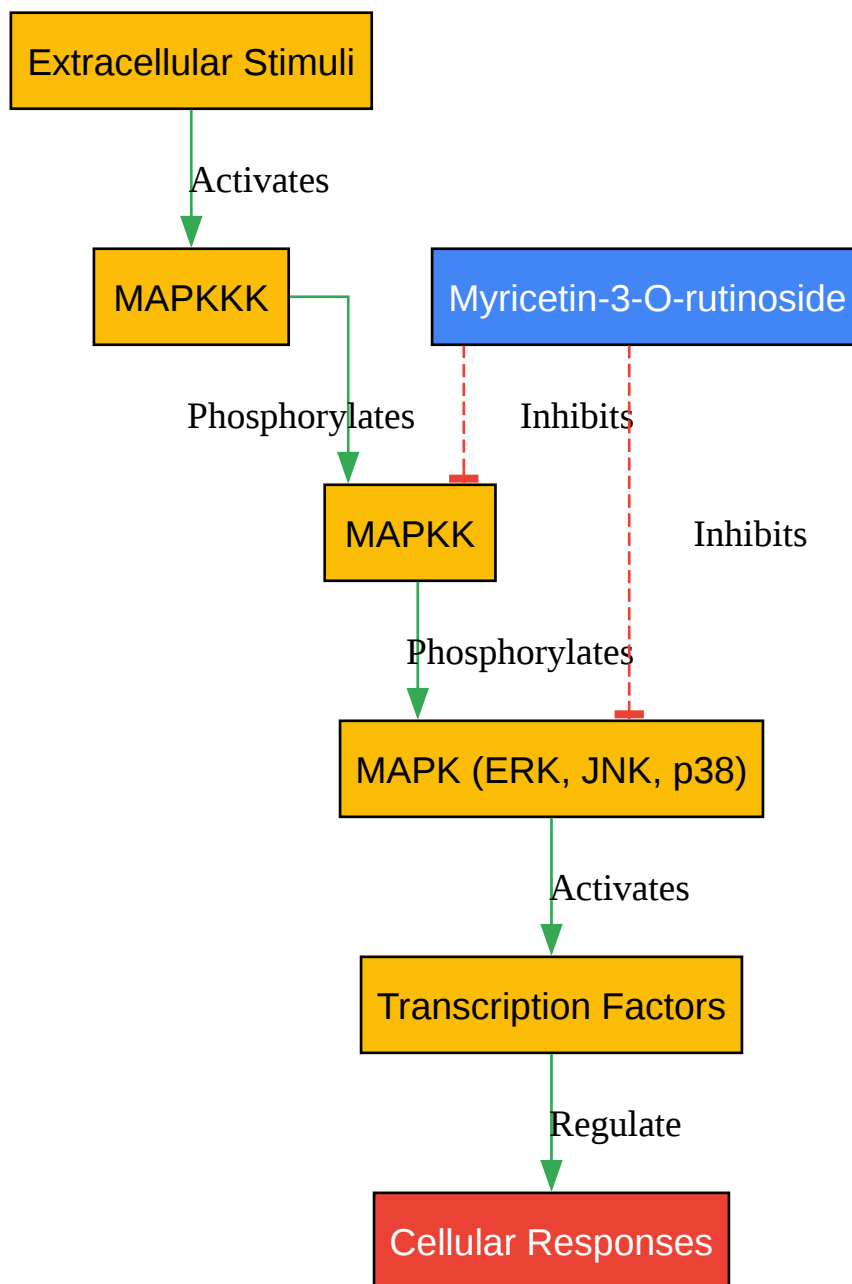 Extracellular Stimuli
Activates
MAPKKK
Myricetin-3-O-rutinoside
Phosphorylates
Inhibits
MAPKK
Inhibits
Phosphorylates
MAPK (ERK, JNK, p38)
Activates
Transcription Factors
Regulate
Cellular Responses